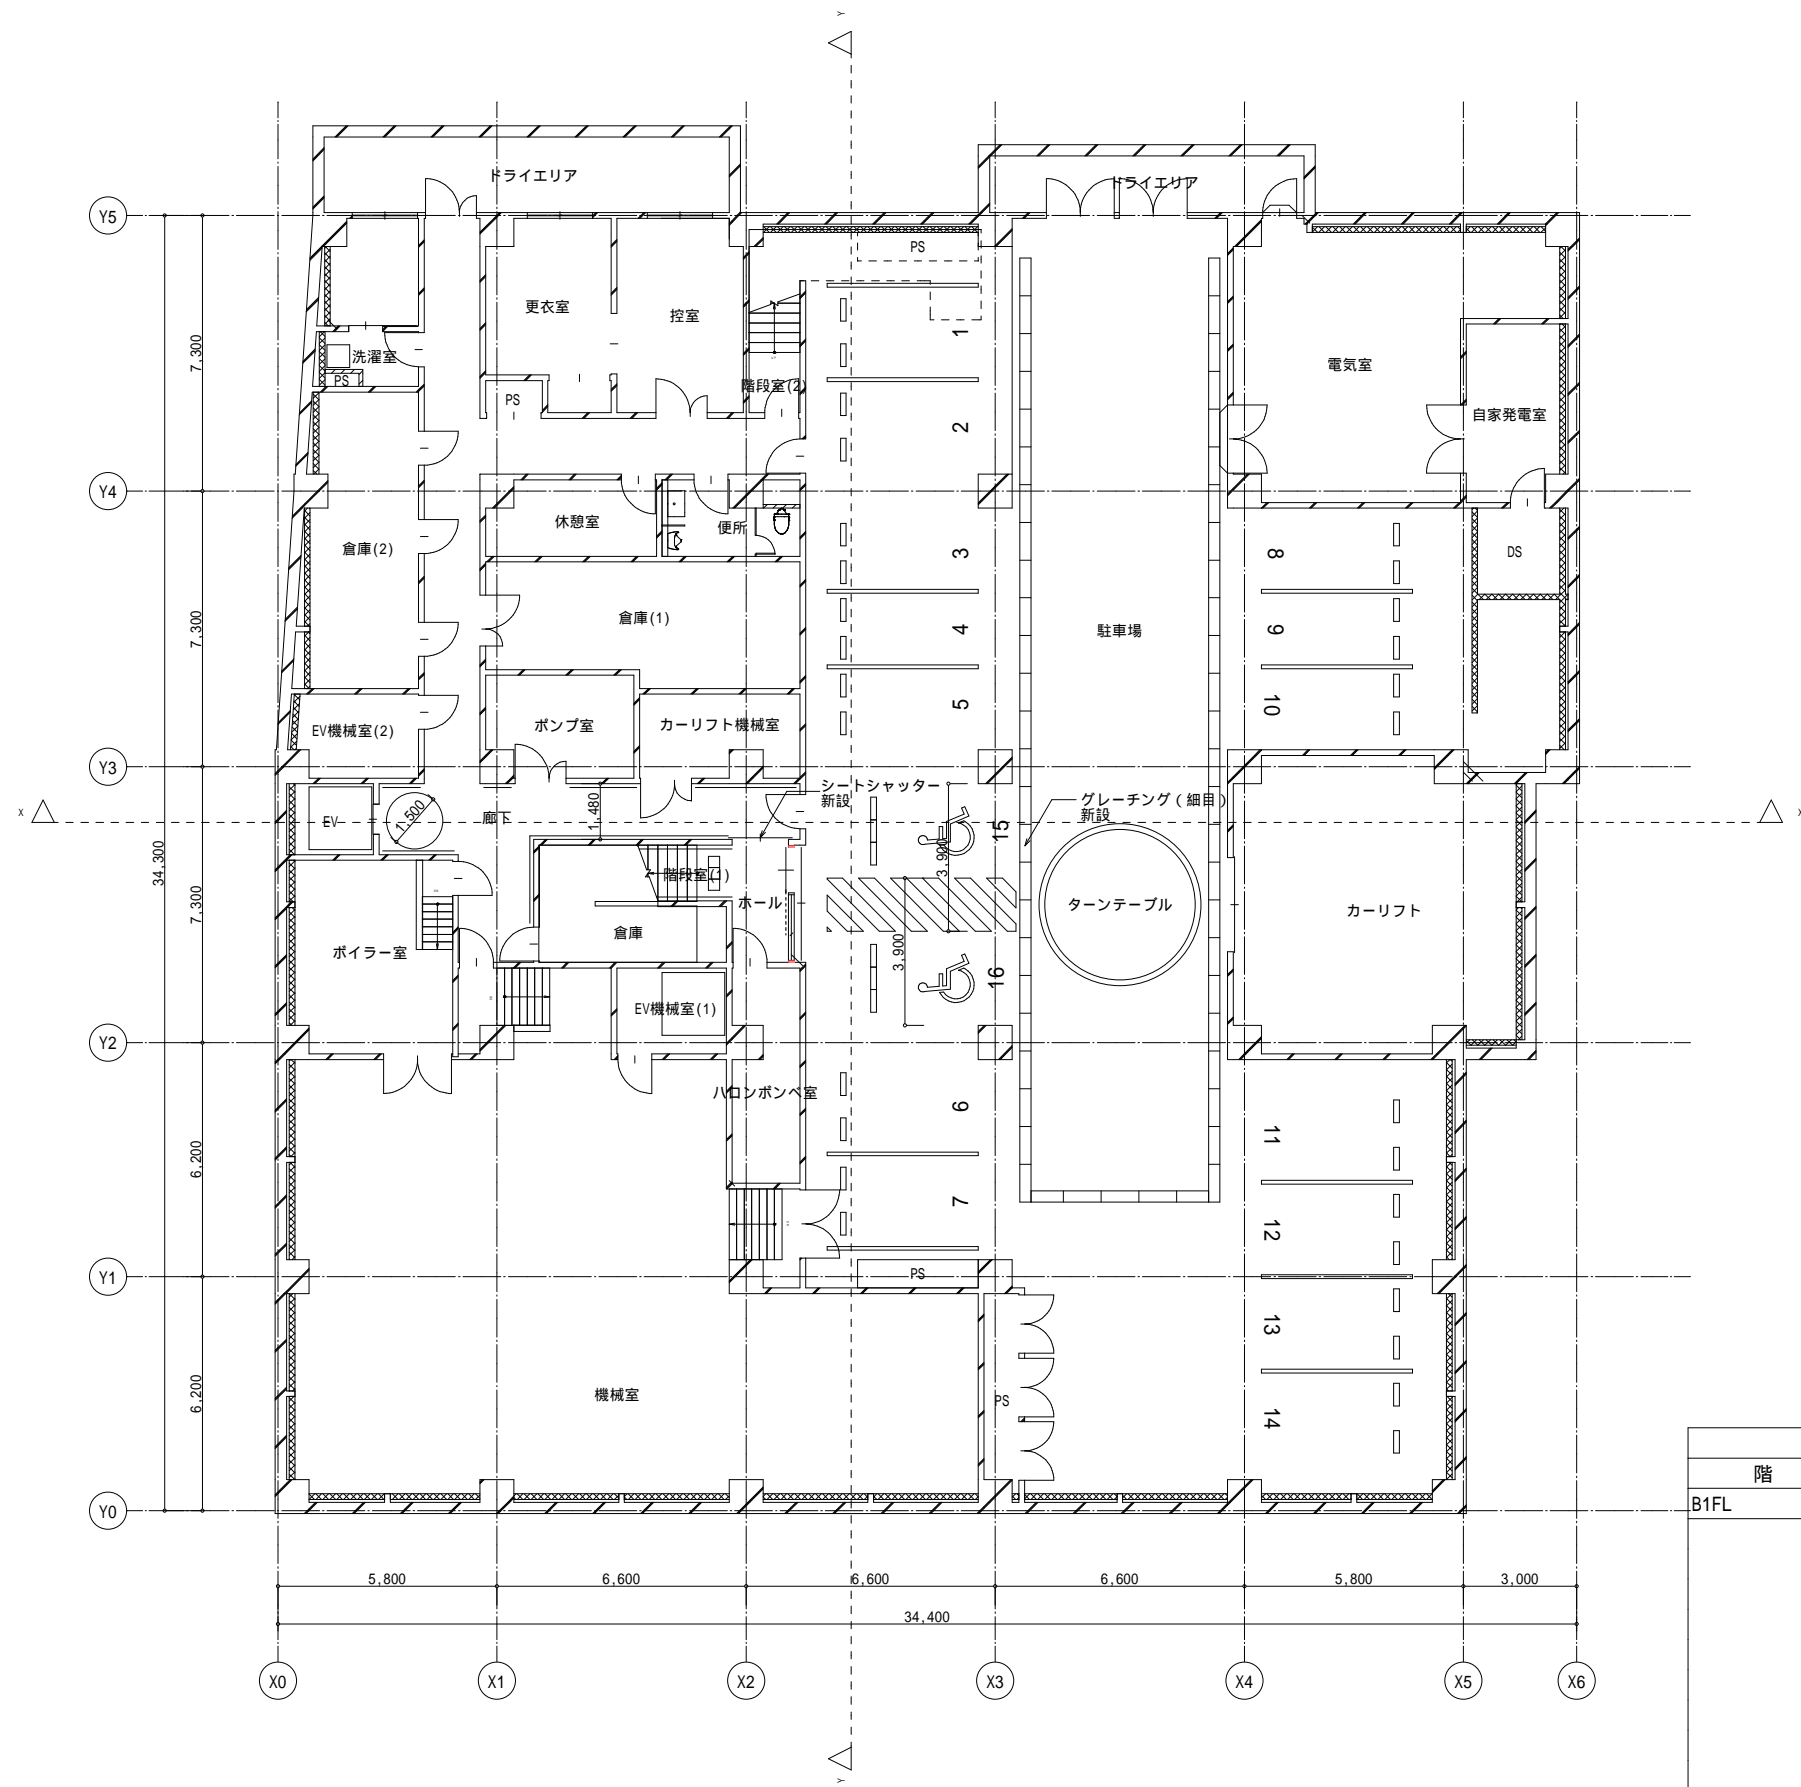 Y
ドライエリア
ドライエリア
Y5
PS
更衣室
控室
1
7,300
洗濯室
PS
階段室(2)
電気室
PS
2
自家発電室
Y4
休憩室
便所
倉庫(2)
3
8
DS
倉庫(1)
7,300
4
駐車場
9
5
10
EV機械室(2)
ポンプ室
カーリフト機械室
Y3
シートシャッター
新設
グレーチング(細目)
新設
X
EV
1,500
廊下
1,480
15
X
34,300
3,900
階段室(1)
7,300
ホール
ターンテーブル
カーリフト
倉庫
ボイラー室
3,900
16
EV機械室(1)
Y2
ハロンボンベ室
6
11
6,200
7
12
Y1
PS
13
6,200
機械室
PS
14
階
Y0
B1FL
5,800
6,600
6,600
6,600
5,800
3,000
34,400
X0
X1
X2
X3
X4
X5
X6
Y